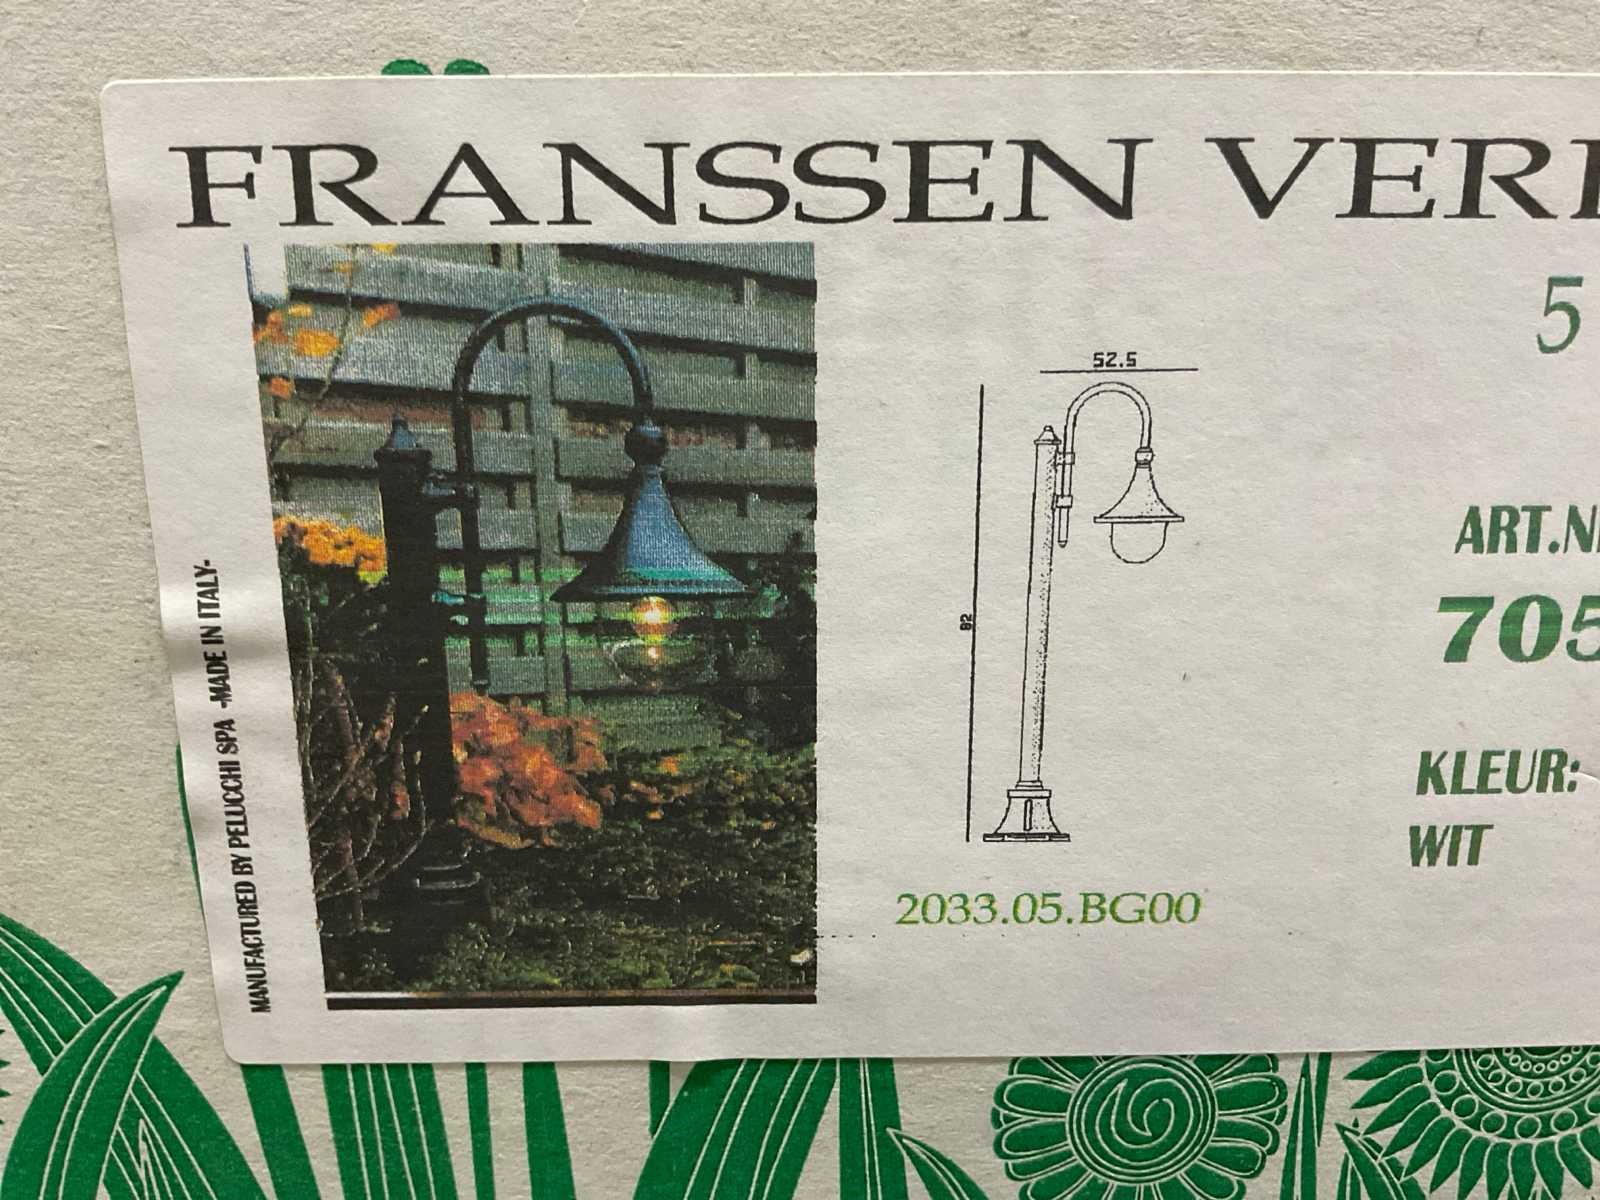 FRANSSEN VER
5
52.5
82
ART.N
705
KLEUR:
WIT
2033.05.BG00
MANUFACTURED BY PELUCCHI SPA -MADE IN ITALY-